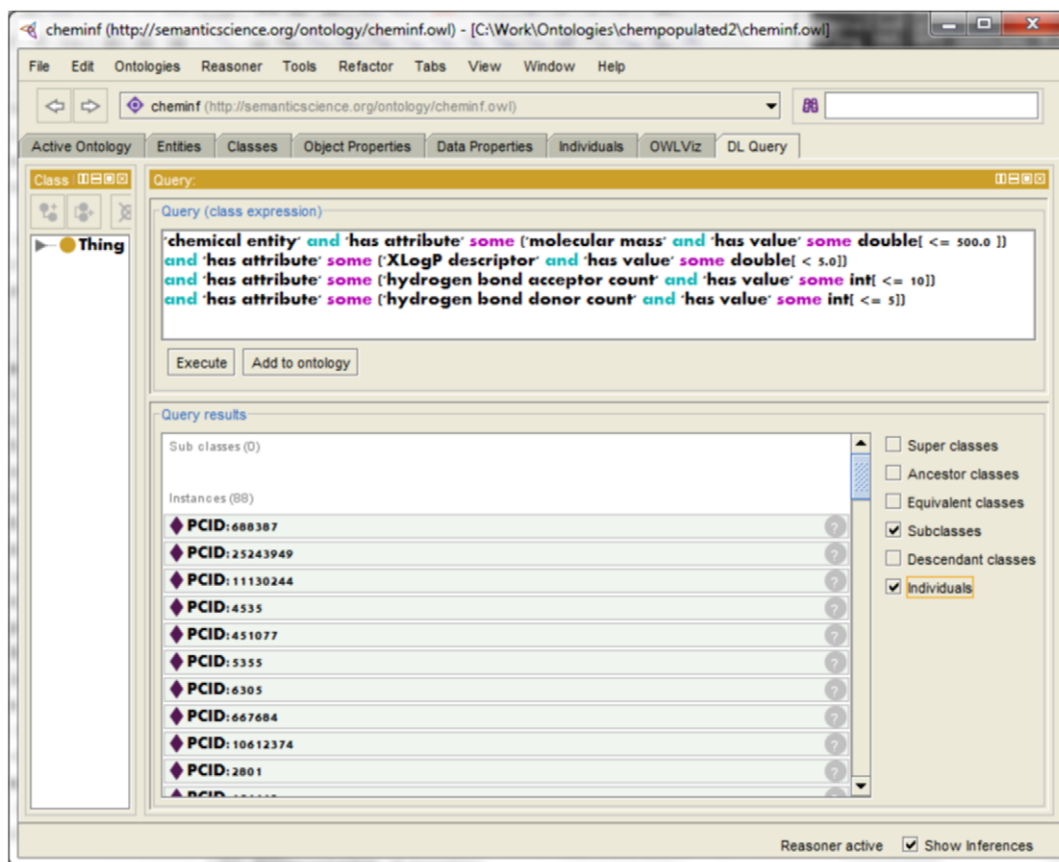 cheminf (http://semanticscience.org/ontology/cheminf.owl) - [C:\Work\Ontologies\chempopulated2\cheminf.owl]
File Edit Ontologies Reasoner Tools Refactor Tabs View Window Help
cheminf (http://semanticscience.org/ontology/cheminf.owl)
Active Ontology Entities Classes Object Properties Data Properties Individuals OWLViz DL Query
Class Query:
Query (class expression)
Thing
'chemical entity' and 'has attribute' some ('molecular mass' and 'has value' some double[ <= 500.0 ])
and 'has attribute' some ('XLogP descriptor' and 'has value' some double[ < 5.0])
and 'has attribute' some ('hydrogen bond acceptor count' and 'has value' some int[ <= 10])
and 'has attribute' some ('hydrogen bond donor count' and 'has value' some int[ <= 5])
Execute Add to ontology
Query results
Sub classes (0)
Instances (88)
PCID:688387
PCID:25243949
PCID:11130244
PCID:4535
PCID:451077
PCID:5355
PCID:6305
PCID:667684
PCID:10612374
PCID:2801
Super classes
Ancestor classes
Equivalent classes
Subclasses
Descendant classes
Individuals
Reasoner active Show Inferences